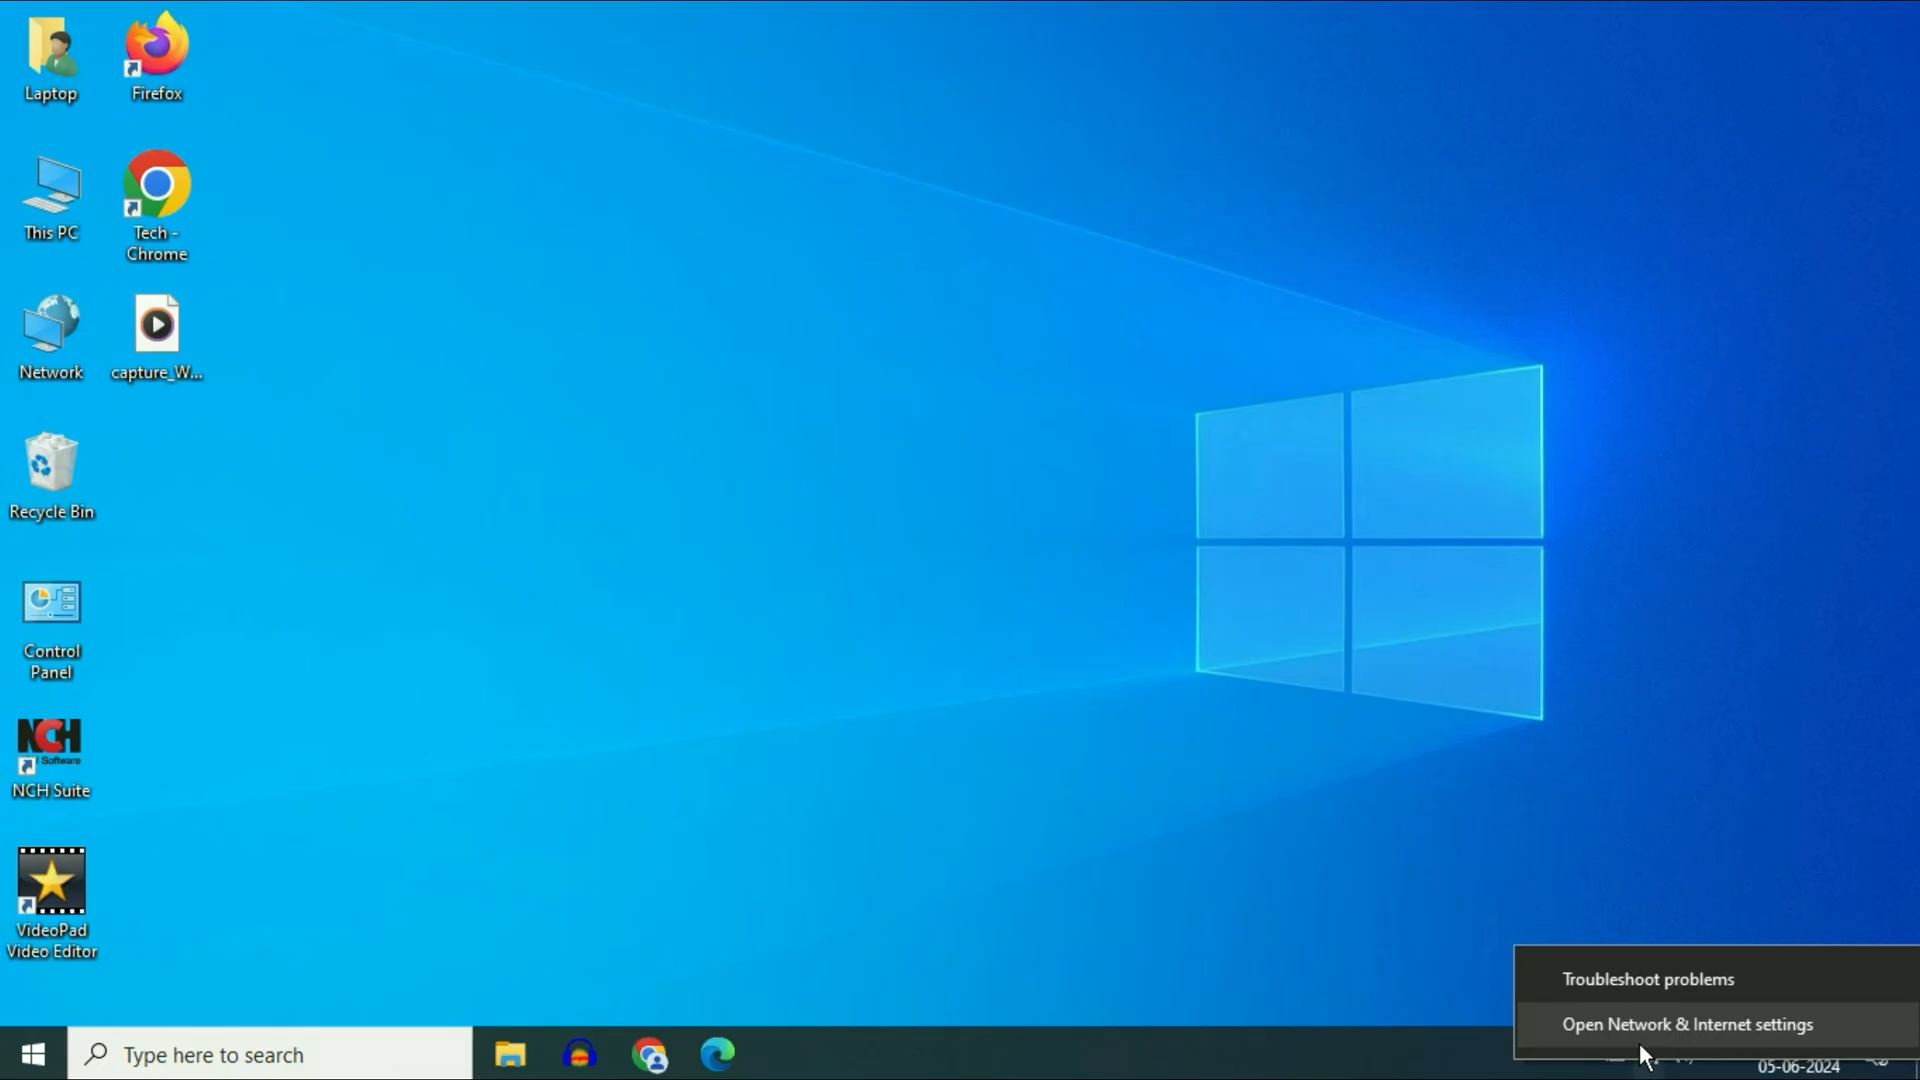 Laptop
Firefox
This PC
Tech -
Chrome
Network
capture_W...
Recycle Bin
Control
Panel
NCH
Software
NCH Suite
VideoPad
Video Editor
Troubleshoot problems
Open Network & Internet settings
Type here to search
05-06-2024